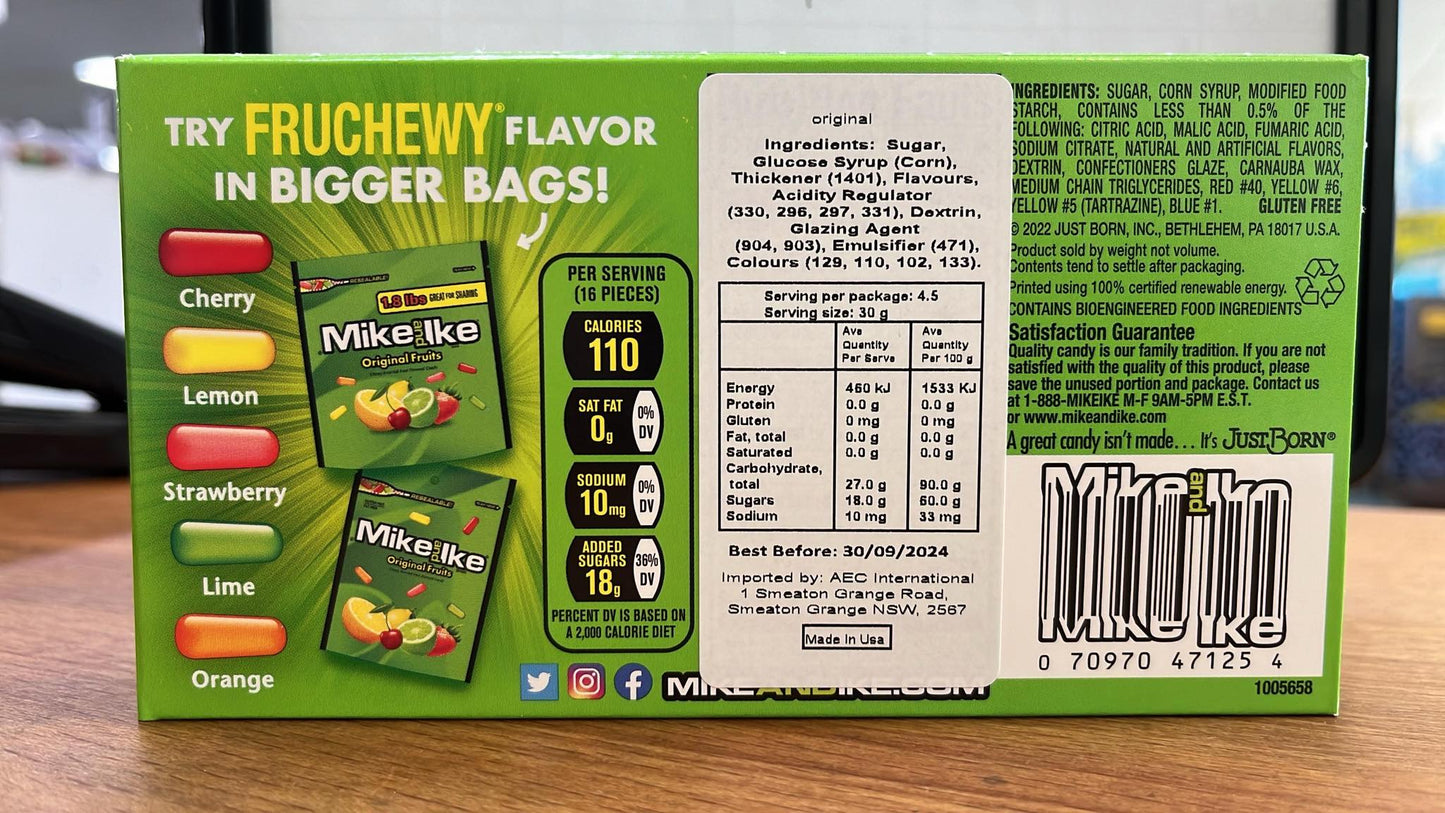 TRY FRUCHEWY® FLAVOR
IN BIGGER BAGS!
Cherry
Lemon
Strawberry
Lime
Orange
RESEALABLE!
1.8 lbs GREAT FOR SHARING
Mike and Ike
Original Fruits
RESEALABLE!
Mike and Ike
Original Fruits
PER SERVING
(16 PIECES)
CALORIES
110
SAT FAT
0g
0%
DV
SODIUM
10mg
0%
DV
ADDED
SUGARS
18g
36%
DV
PERCENT DV IS BASED ON
A 2,000 CALORIE DIET
MIKEANDIKE.COM
original
Ingredients: Sugar,
Glucose Syrup (Corn),
Thickener (1401), Flavours,
Acidity Regulator
(330, 296, 297, 331), Dextrin,
Glazing Agent
(904, 903), Emulsifier (471),
Colours (129, 110, 102, 133).
Serving per package: 4.5
Serving size: 30 g
Ave Quantity Per Serve
Ave Quantity Per 100 g
Energy 460 kJ 1533 KJ
Protein 0.0 g 0.0 g
Gluten 0 mg 0 mg
Fat, total 0.0 g 0.0 g
Saturated 0.0 g 0.0 g
Carbohydrate,
total 27.0 g 90.0 g
Sugars 18.0 g 60.0 g
Sodium 10 mg 33 mg
Best Before: 30/09/2024
Imported by: AEC International
1 Smeaton Grange Road,
Smeaton Grange NSW, 2567
Made In Usa
INGREDIENTS: SUGAR, CORN SYRUP, MODIFIED FOOD
STARCH, CONTAINS LESS THAN 0.5% OF THE
FOLLOWING: CITRIC ACID, MALIC ACID, FUMARIC ACID,
SODIUM CITRATE, NATURAL AND ARTIFICIAL FLAVORS,
DEXTRIN, CONFECTIONERS GLAZE, CARNAUBA WAX,
MEDIUM CHAIN TRIGLYCERIDES, RED #40, YELLOW #6,
YELLOW #5 (TARTRAZINE), BLUE #1. GLUTEN FREE
© 2022 JUST BORN, INC., BETHLEHEM, PA 18017 U.S.A.
Product sold by weight not volume.
Contents tend to settle after packaging.
Printed using 100% certified renewable energy.
CONTAINS BIOENGINEERED FOOD INGREDIENTS
Satisfaction Guarantee
Quality candy is our family tradition. If you are not
satisfied with the quality of this product, please
save the unused portion and package. Contact us
at 1-888-MIKEIKE M-F 9AM-5PM E.S.T.
or www.mikeandike.com
A great candy isn't made... It's JUST BORN®
Mike and Ike
Mike Ike
0 70970 47125 4
1005658